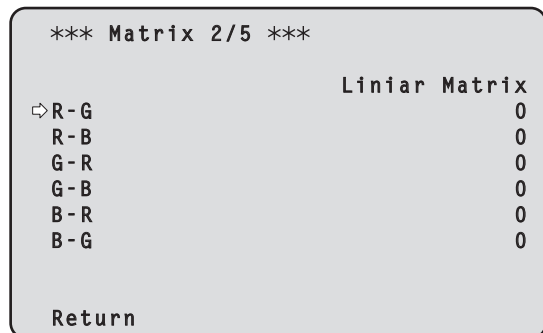 *** Matrix 2/5 ***
Liniar Matrix
⇨R-G 0
R-B 0
G-R 0
G-B 0
B-R 0
B-G 0
Return